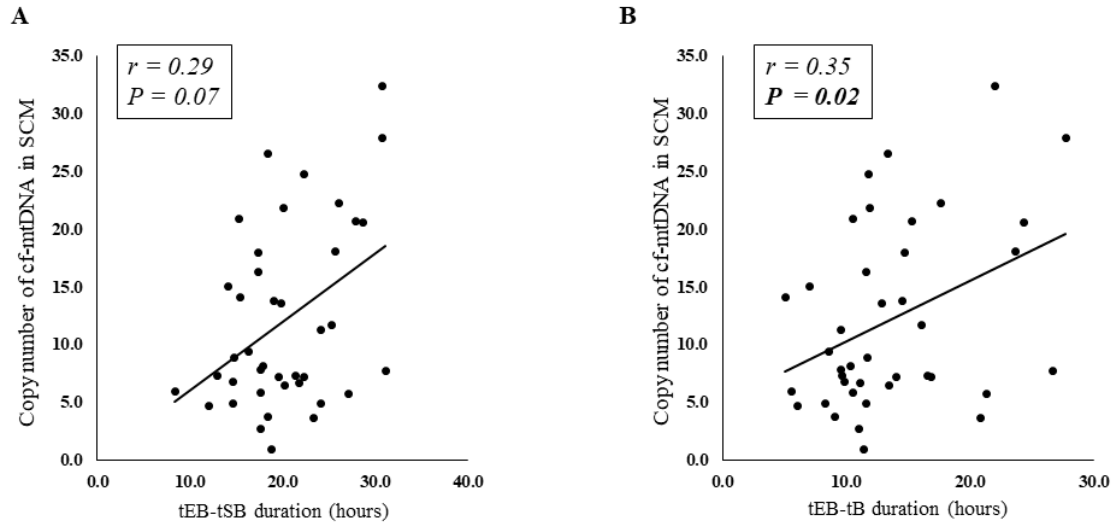 A
r = 0.29
P = 0.07
Copy number of cf-mtDNA in SCM
35.0
30.0
25.0
20.0
15.0
10.0
5.0
0.0
0.0 10.0 20.0 30.0 40.0
tEB-tSB duration (hours)
B
r = 0.35
P = 0.02
Copy number of cf-mtDNA in SCM
35.0
30.0
25.0
20.0
15.0
10.0
5.0
0.0
0.0 10.0 20.0 30.0
tEB-tB duration (hours)